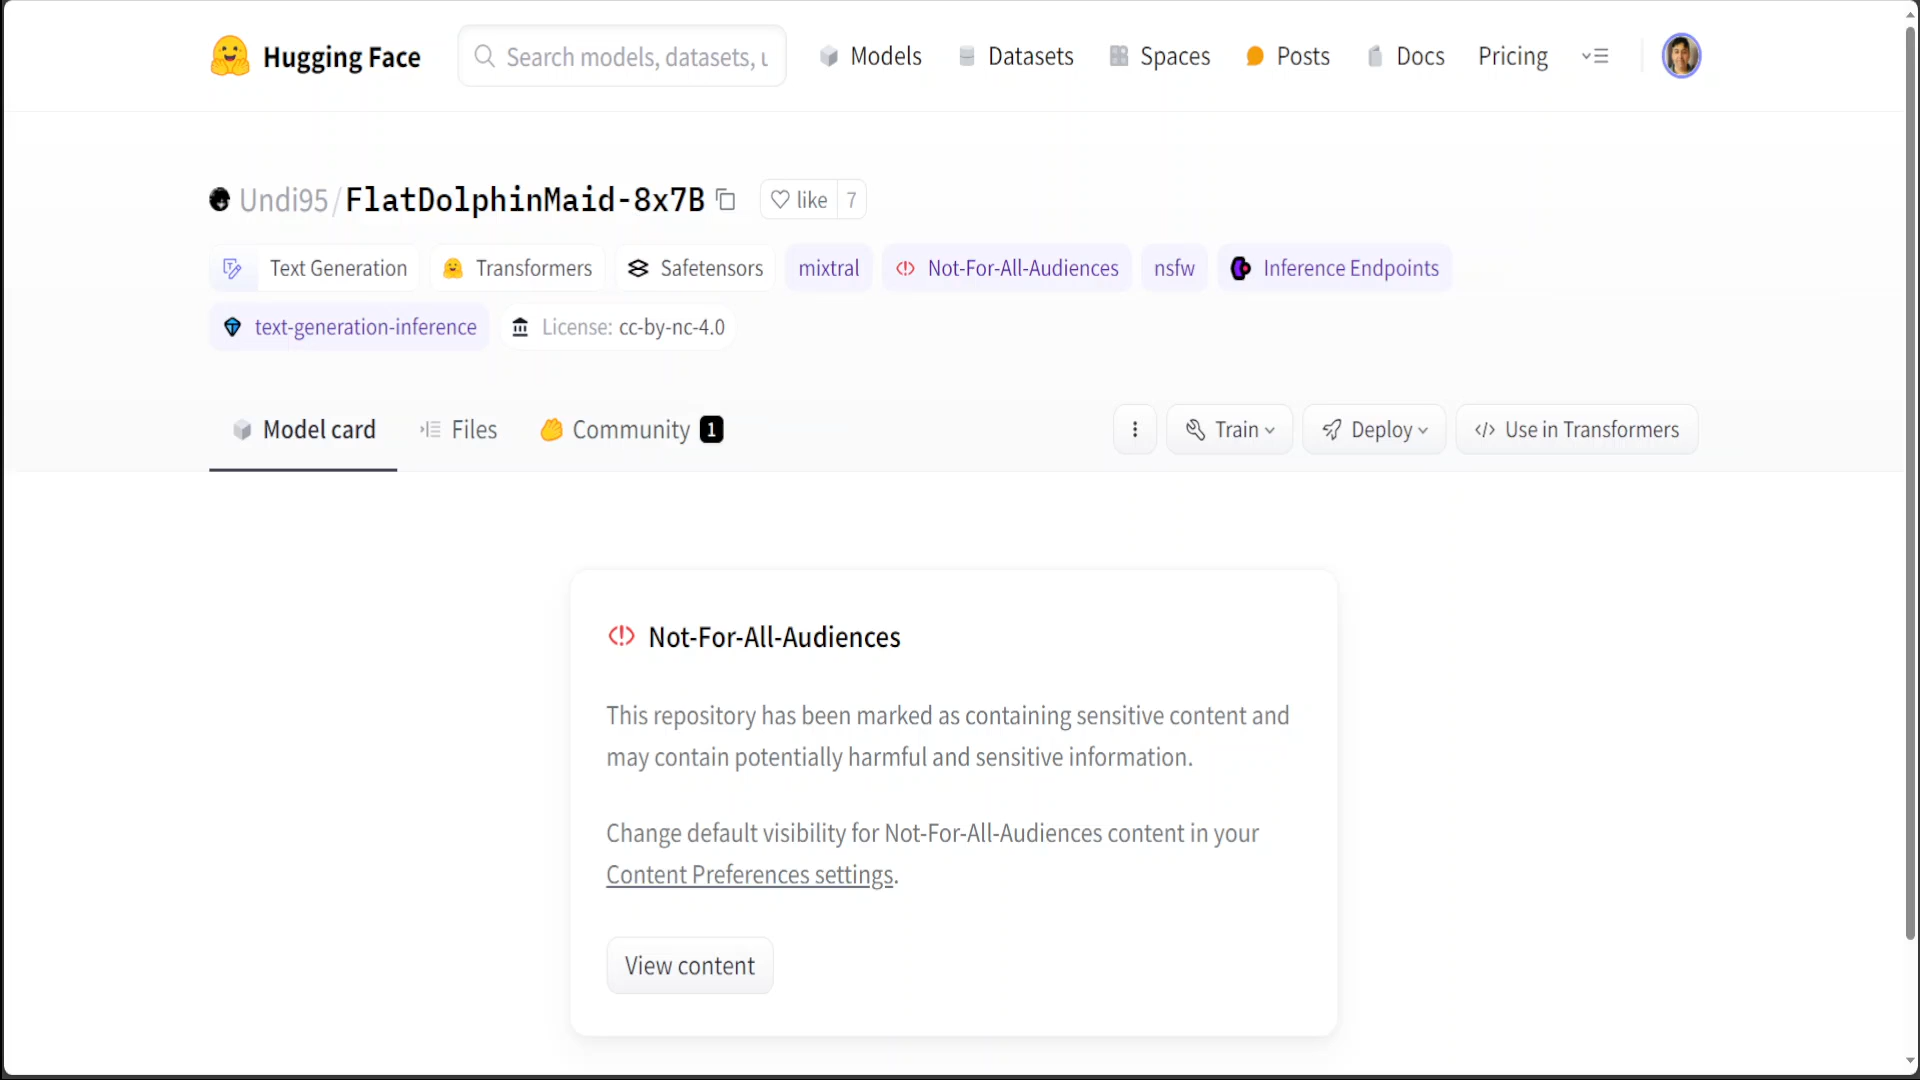 Hugging Face
Search models, datasets, u
Models
Datasets
Spaces
Posts
Docs
Pricing
Undi95/FlatDolphinMaid-8x7B
like 7
Text Generation
Transformers
Safetensors
mixtral
Not-For-All-Audiences
nsfw
Inference Endpoints
text-generation-inference
License: cc-by-nc-4.0
Model card
Files
Community 1
Train
Deploy
Use in Transformers
Not-For-All-Audiences
This repository has been marked as containing sensitive content and
may contain potentially harmful and sensitive information.
Change default visibility for Not-For-All-Audiences content in your
Content Preferences settings.
View content